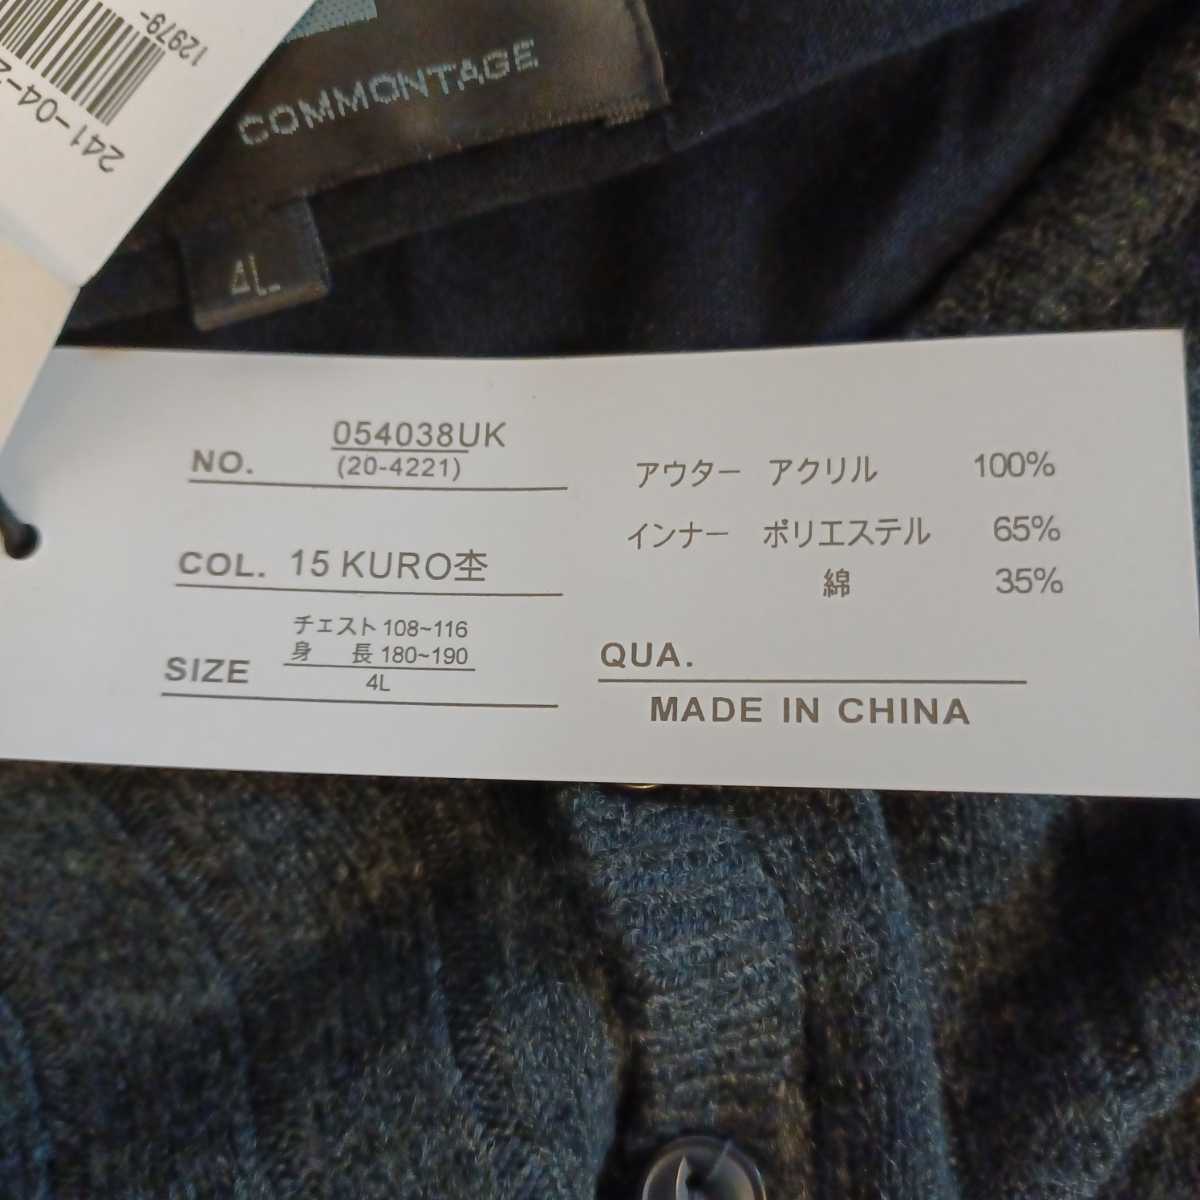 12979-
241-04-2
COMMONTAGE
4L
NO. 054038UK
(20-4221)
COL. 15 KURO杢
SIZE チェスト 108~116
身 長 180~190
4L
アウター アクリル 100%
インナー ポリエステル 65%
綿 35%
QUA.
MADE IN CHINA